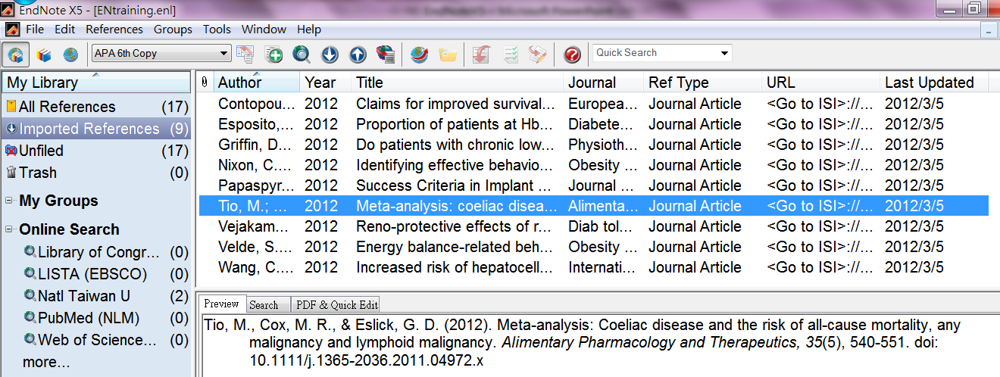 EndNote X5 - [ENtraining.enl]
File Edit References Groups Tools Window Help
APA 6th Copy Quick Search
My Library
All References (17)
Imported References (9)
Unfiled (17)
Trash (0)
My Groups
Online Search
Library of Congr... (0)
LISTA (EBSCO) (0)
Natl Taiwan U (2)
PubMed (NLM) (0)
Web of Science... (0)
more...
Author Year Title Journal Ref Type URL Last Updated
Contopou... 2012 Claims for improved survival... Europea... Journal Article <Go to ISI>://... 2012/3/5
Esposito,... 2012 Proportion of patients at Hb... Diabete... Journal Article <Go to ISI>://... 2012/3/5
Griffin, D... 2012 Do patients with chronic low... Physioth... Journal Article <Go to ISI>://... 2012/3/5
Nixon, C.... 2012 Identifying effective behavio... Obesity ... Journal Article <Go to ISI>://... 2012/3/5
Papaspyr... 2012 Success Criteria in Implant ... Journal ... Journal Article <Go to ISI>://... 2012/3/5
Tio, M.; ... 2012 Meta-analysis: coeliac disea... Alimenta... Journal Article <Go to ISI>://... 2012/3/5
Vejakam... 2012 Reno-protective effects of r... Diab tol... Journal Article <Go to ISI>://... 2012/3/5
Velde, S.... 2012 Energy balance-related beh... Obesity ... Journal Article <Go to ISI>://... 2012/3/5
Wang, C.... 2012 Increased risk of hepatocell... Internati... Journal Article <Go to ISI>://... 2012/3/5
Preview Search PDF & Quick Edit
Tio, M., Cox, M. R., & Eslick, G. D. (2012). Meta-analysis: Coeliac disease and the risk of all-cause mortality, any
malignancy and lymphoid malignancy. Alimentary Pharmacology and Therapeutics, 35(5), 540-551. doi:
10.1111/j.1365-2036.2011.04972.x